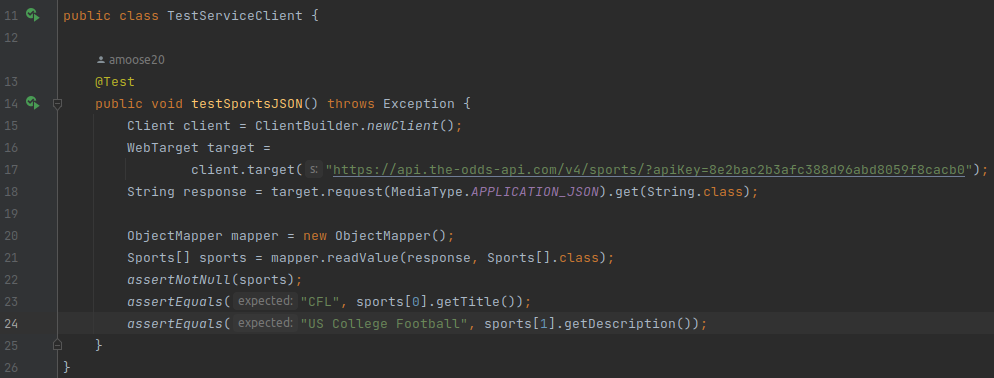 11 public class TestServiceClient {
12
amoose20
13 @Test
14 public void testSportsJSON() throws Exception {
15 Client client = ClientBuilder.newClient();
16 WebTarget target =
17 client.target( s: "https://api.the-odds-api.com/v4/sports/?apiKey=8e2bac2b3afc388d96abd8059f8cacb0");
18 String response = target.request(MediaType.APPLICATION_JSON).get(String.class);
19
20 ObjectMapper mapper = new ObjectMapper();
21 Sports[] sports = mapper.readValue(response, Sports[].class);
22 assertNotNull(sports);
23 assertEquals( expected: "CFL", sports[0].getTitle());
24 assertEquals( expected: "US College Football", sports[1].getDescription());
25 }
26 }